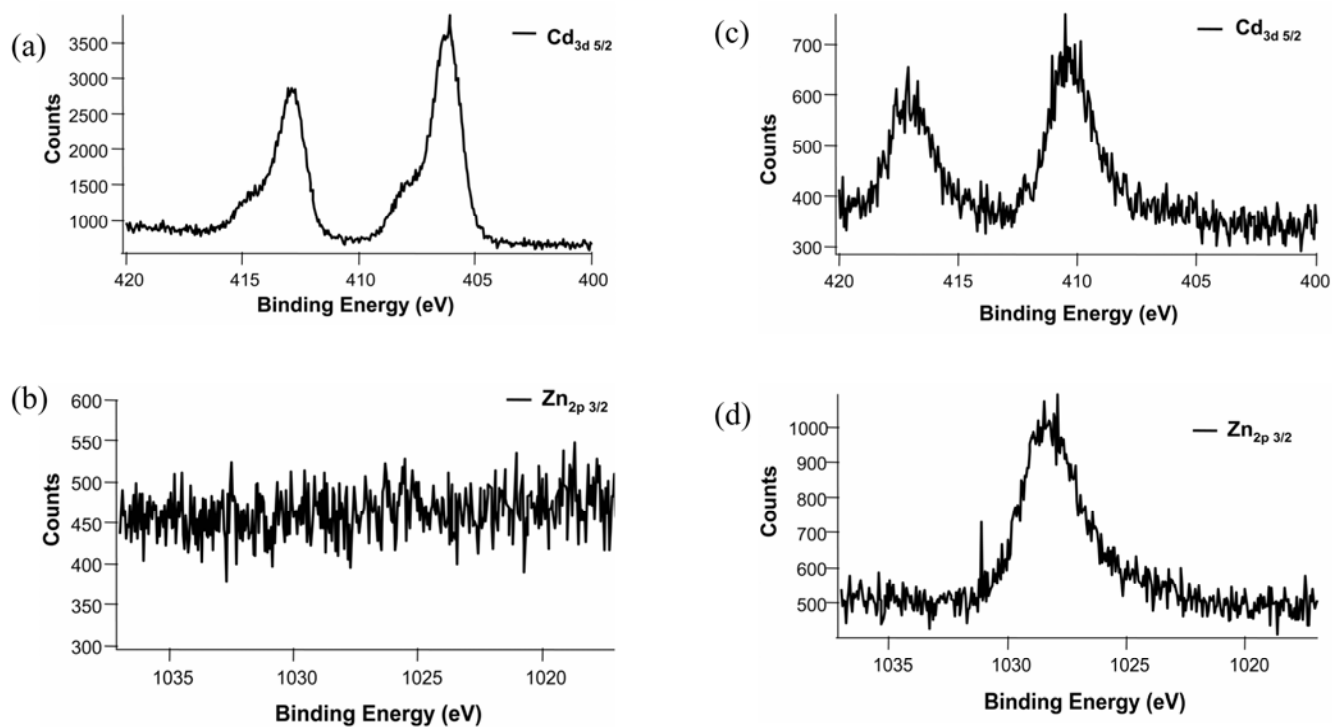 (a)
Cd3d 5/2
3500
3000
2500
2000
1500
1000
Counts
420
415
410
405
400
Binding Energy (eV)
(c)
Cd3d 5/2
700
600
500
400
300
Counts
420
415
410
405
400
Binding Energy (eV)
(b)
Zn2p 3/2
600
550
500
450
400
350
300
Counts
1035
1030
1025
1020
Binding Energy (eV)
(d)
Zn2p 3/2
1000
900
800
700
600
500
Counts
1035
1030
1025
1020
Binding Energy (eV)